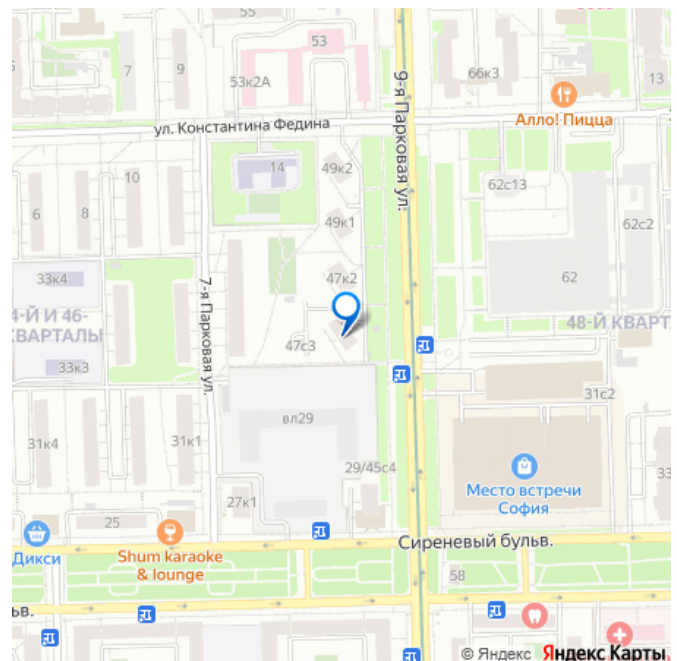 55
53
7
9
53к2А
66к3
13
Алло! Пицца
ул. Константина Федина
9-я Парковая ул.
14
49к2
10
62с13
6
8
49к1
62с2
47к2
33к4
62
7-я Парковая ул.
4-Й И 46-
КВАРТАЛЫ
48-Й КВАРТ
47с3
33к3
31с2
вл29
31к4
31к1
29/45с4
33
Место встречи
София
27к1
25
Дикси
Shum karaoke
& lounge
Сиреневый бульв.
58
ьв.
© Яндекс Яндекс Карты